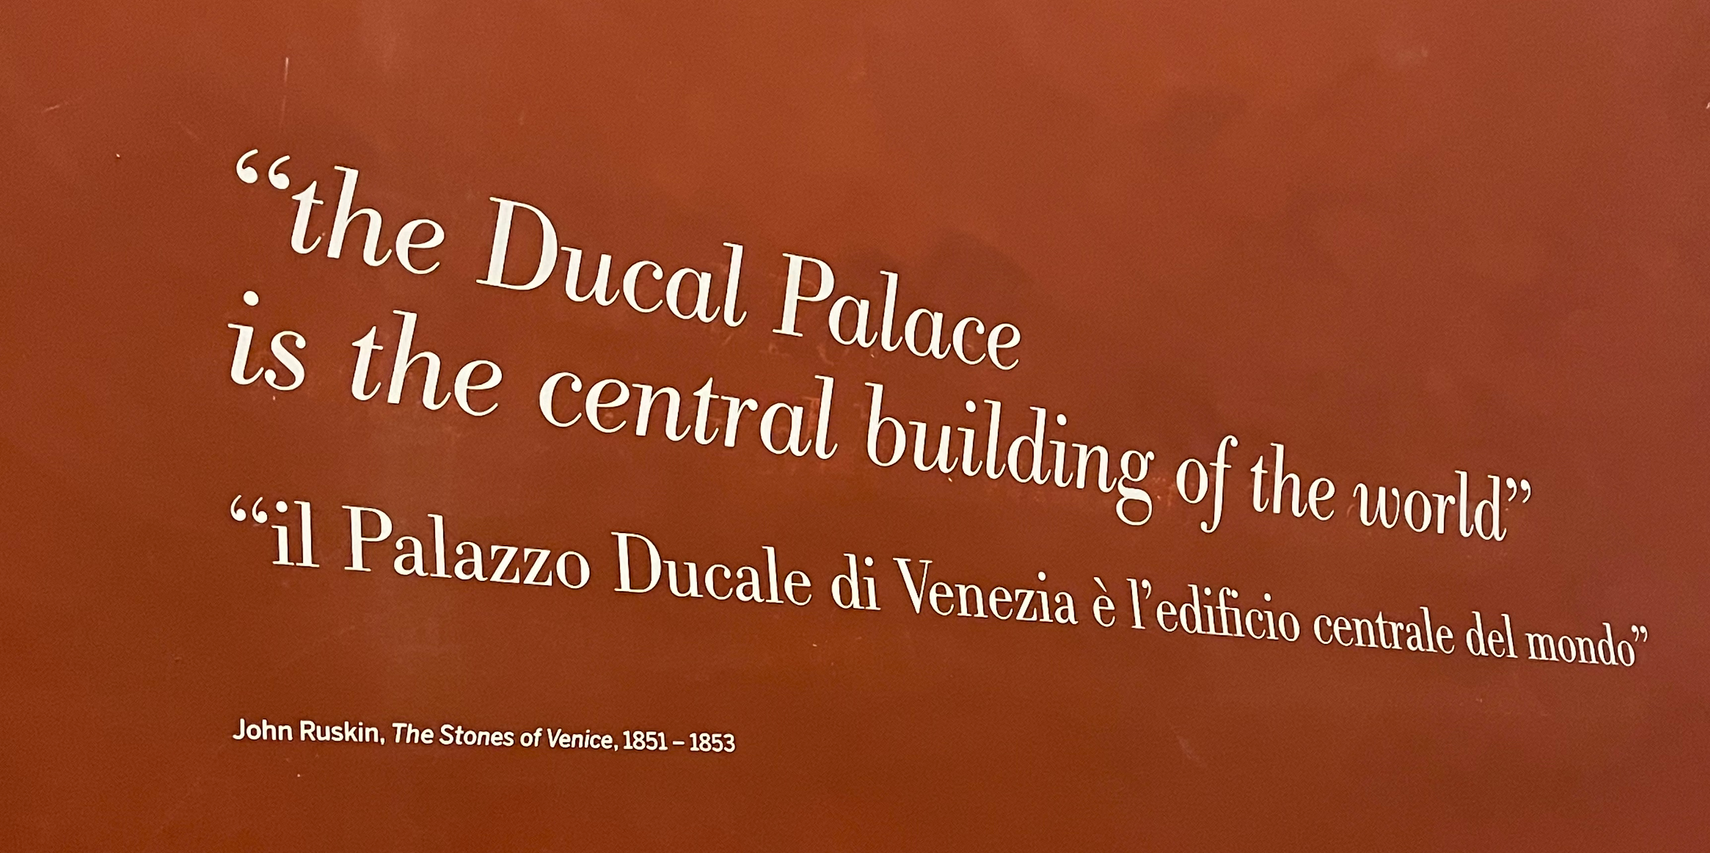 “the Ducal Palace
is the central building of the world”
“il Palazzo Ducale di Venezia è l’edificio centrale del mondo”
John Ruskin, The Stones of Venice, 1851 – 1853